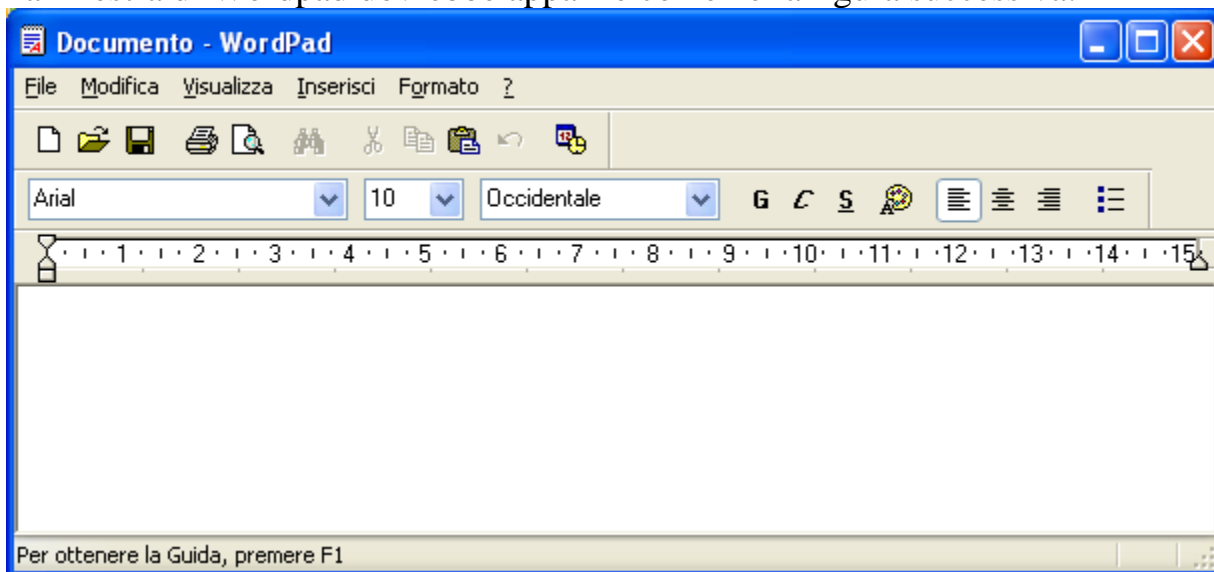 Documento - WordPad
File Modifica Visualizza Inserisci Formato ?
Arial 10 Occidentale G C S
1 2 3 4 5 6 7 8 9 10 11 12 13 14 15
Per ottenere la Guida, premere F1